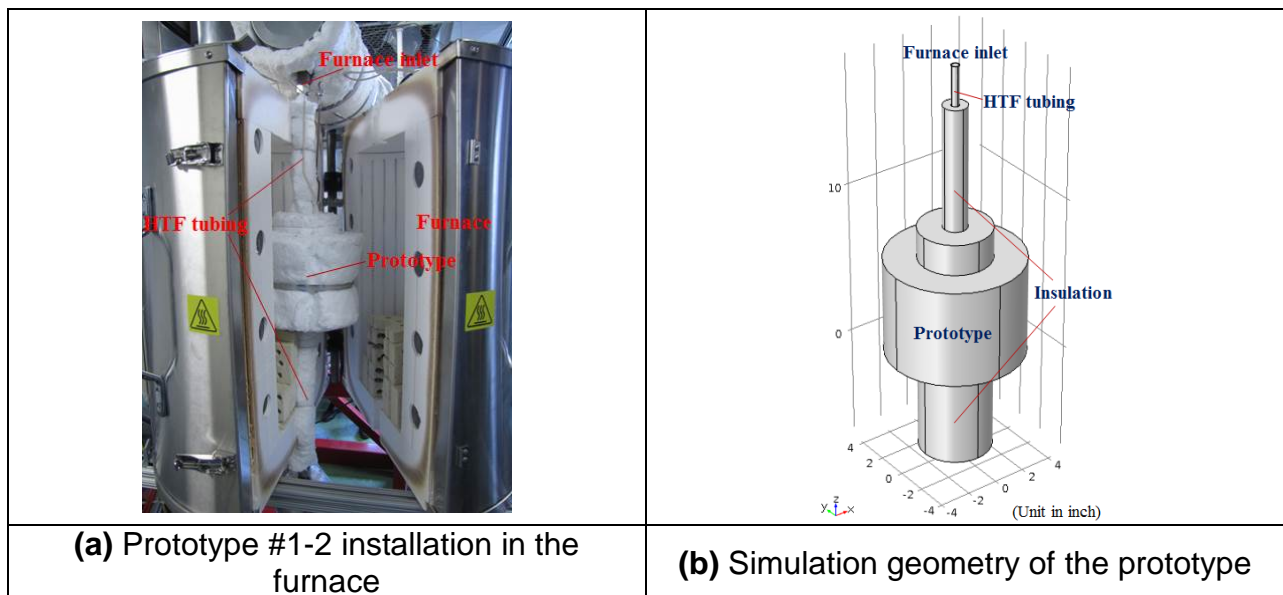 Furnace inlet
HTF tubing
Furnace
Prototype
(a) Prototype #1-2 installation in the
furnace
Furnace inlet
HTF tubing
10
Insulation
Prototype
0
4
2
0
-2
-4
-4
-2
0
2
4
y
z
x
(Unit in inch)
(b) Simulation geometry of the prototype